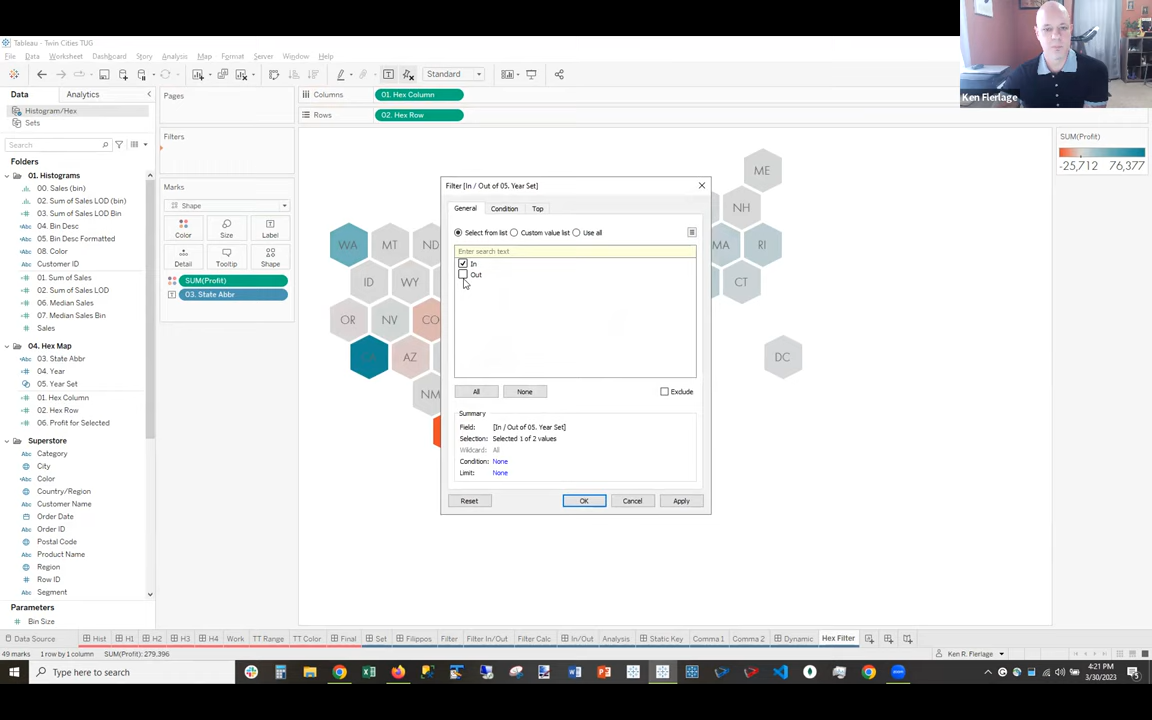 Tableau - Twin Cities TUG
File Data Worksheet Dashboard Story Analysis Map Format Server Window Help
Standard
Ken Flerlage
Data Analytics
Pages
Columns 01. Hex Column
Rows 02. Hex Row
Histogram/Hex
Sets
Search
Folders
01. Histograms
00. Sales (bin)
02. Sum of Sales LOD (bin)
03. Sum of Sales LOD Bin
04. Bin Desc
05. Bin Desc Formatted
08. Color
Customer ID
01. Sum of Sales
02. Sum of Sales LOD
06. Median Sales
07. Median Sales Bin
Sales
04. Hex Map
03. State Abbr
04. Year
05. Year Set
01. Hex Column
02. Hex Row
06. Profit for Selected
Superstore
Category
City
Color
Country/Region
Customer Name
Order Date
Order ID
Postal Code
Product Name
Region
Row ID
Segment
Parameters
Bin Size
Filters
Marks
Shape
Color Size Label
Detail Tooltip Shape
SUM(Profit)
03. State Abbr
ME
NH
WA MT ND
MA RI
ID WY
CT
OR NV CO
AZ
DC
NM
Filter [In / Out of 05. Year Set]
General Condition Top
Select from list Custom value list Use all
Enter search text
In
Out
All None Exclude
Summary
Field: [In / Out of 05. Year Set]
Selection: Selected 1 of 2 values
Wildcard: All
Condition: None
Limit: None
Reset OK Cancel Apply
SUM(Profit)
-25,712 76,377
Data Source Hist H1 H2 H3 H4 Work TT Range TT Color Final Set Filippos Filter Filter In/Out Filter Calc In/Out Analysis Static Key Comma 1 Comma 2 Dynamic Hex Filter
49 marks 1 row by 1 column SUM(Profit): 279,396
Ken R. Flerlage
Type here to search
4:21 PM
3/30/2023